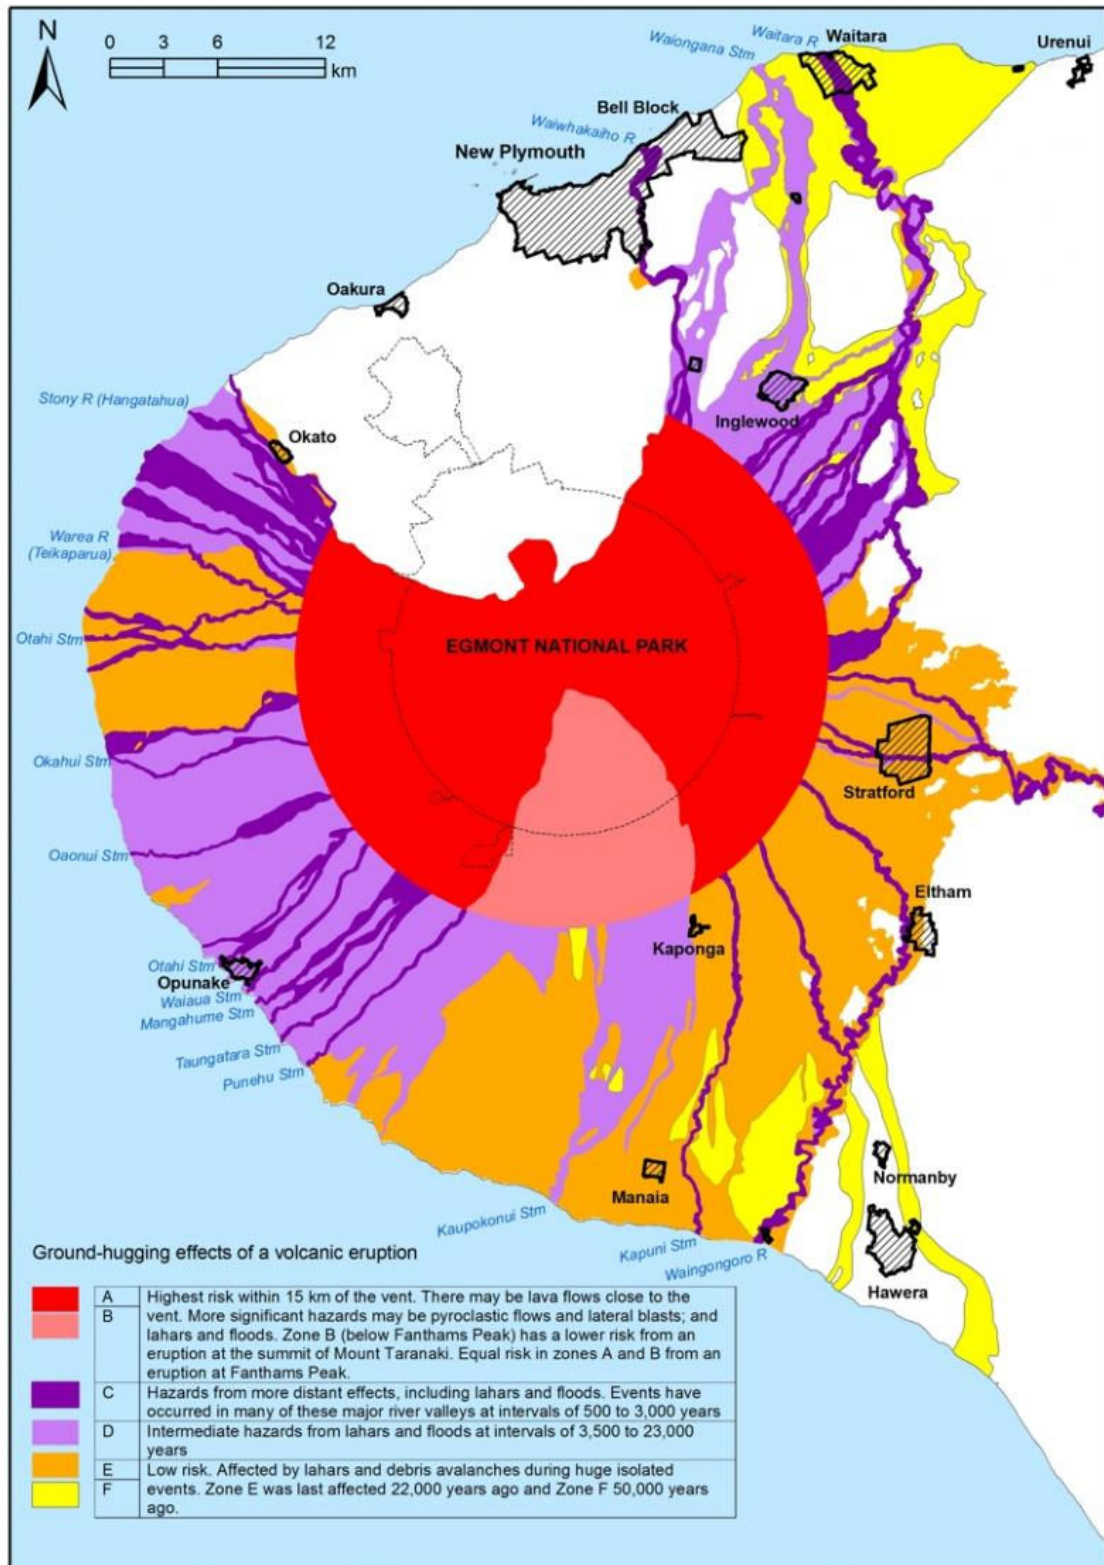 N
0 3 6 12
km
Waitara R
Waitara
Urenui
Waiongana Stm
Bell Block
Waiwhakaiho R
New Plymouth
Oakura
Stony R (Hangatahua)
Okato
Inglewood
Warea R
(Teikaparua)
Otahi Stm
EGMONT NATIONAL PARK
Okahui Stm
Stratford
Oaonui Stm
Eltham
Kaponga
Otahi Stm
Opunake
Waiaua Stm
Mangahume Stm
Taungatara Stm
Punehu Stm
Normanby
Manaia
Kaupokonui Stm
Kapuni Stm
Waingongoro R
Hawera
Ground-hugging effects of a volcanic eruption
A Highest risk within 15 km of the vent. There may be lava flows close to the
B vent. More significant hazards may be pyroclastic flows and lateral blasts; and
lahars and floods. Zone B (below Fanthams Peak) has a lower risk from an
eruption at the summit of Mount Taranaki. Equal risk in zones A and B from an
eruption at Fanthams Peak.
C Hazards from more distant effects, including lahars and floods. Events have
occurred in many of these major river valleys at intervals of 500 to 3,000 years
D Intermediate hazards from lahars and floods at intervals of 3,500 to 23,000
years
E Low risk. Affected by lahars and debris avalanches during huge isolated
F events. Zone E was last affected 22,000 years ago and Zone F 50,000 years
ago.